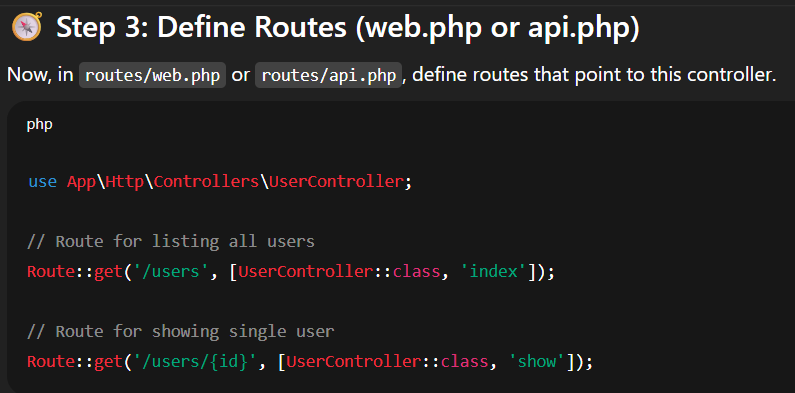 Step 3: Define Routes (web.php or api.php)
Now, in routes/web.php or routes/api.php, define routes that point to this controller.
php
use App\Http\Controllers\UserController;
// Route for listing all users
Route::get('/users', [UserController::class, 'index']);
// Route for showing single user
Route::get('/users/{id}', [UserController::class, 'show']);